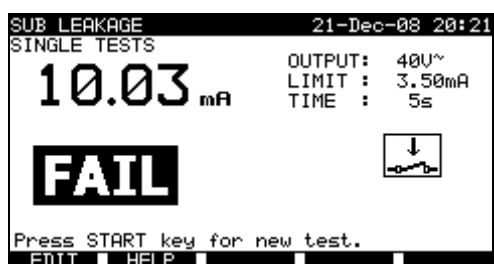 SUB LEAKAGE 21-Dec-08 20:21
SINGLE TESTS
OUTPUT: 40V~
10.03 mA
LIMIT : 3.50mA
TIME : 5s
FAIL
Press START key for new test.
EDIT HELP